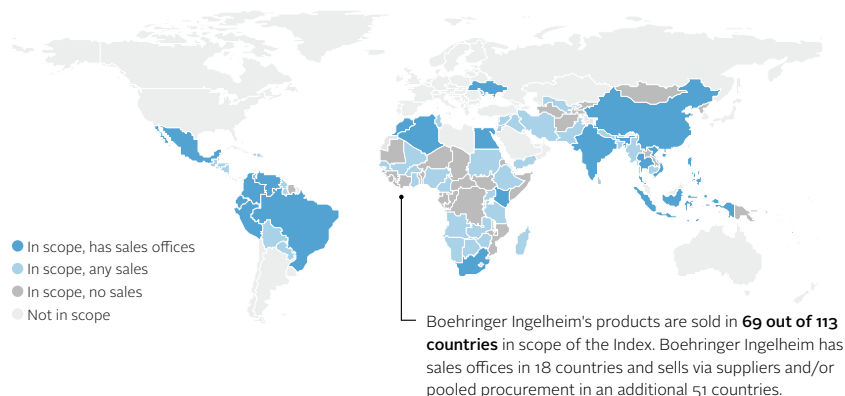 In scope, has sales offices
In scope, any sales
In scope, no sales
Not in scope
Boehringer Ingelheim's products are sold in 69 out of 113
countries in scope of the Index. Boehringer Ingelheim has
sales offices in 18 countries and sells via suppliers and/or
pooled procurement in an additional 51 countries.